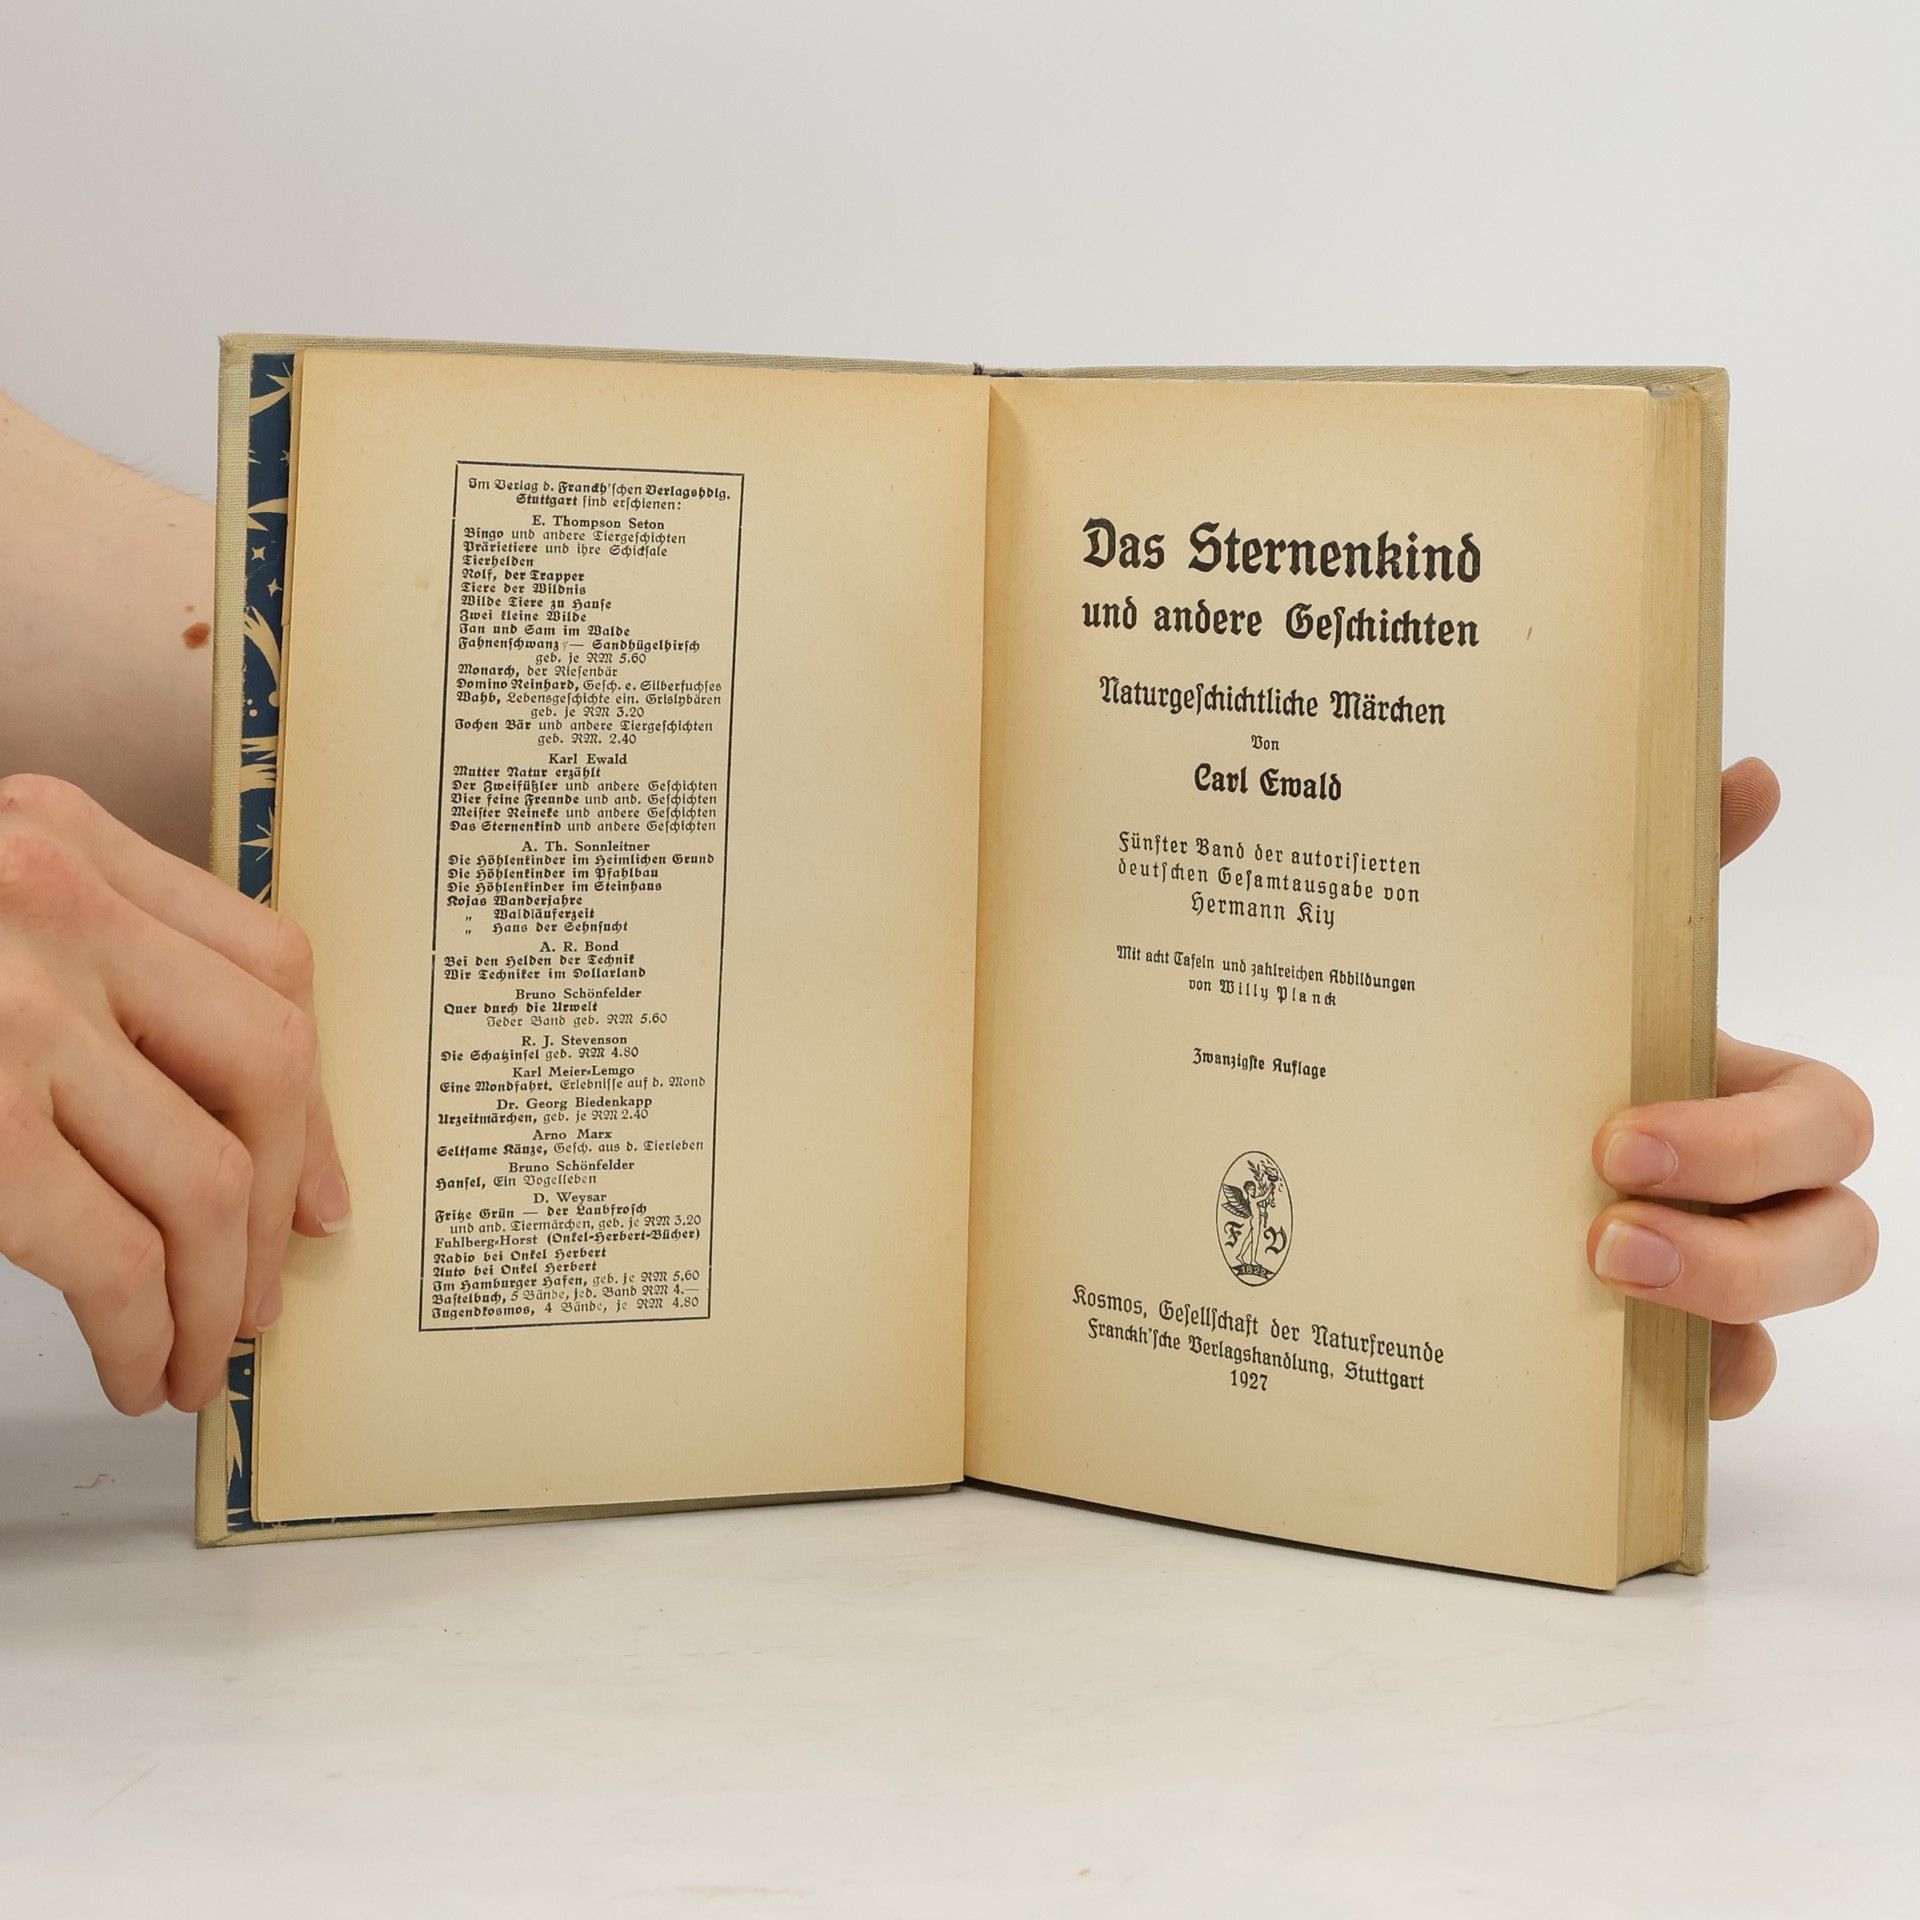 Im Verlag d. Franckh'schen Verlagshdlg.
Stuttgart sind erschienen:
E. Thompson Seton
Bingo und andere Tiergeschichten
Prärietiere und ihre Schicksale
Tierhelden
Rolf, der Trapper
Tiere der Wildnis
Wilde Tiere zu Hause
Zwei kleine Wilde
Jan und Sam im Walde
Fahnenschwanz — Sandhügelhirsch
geb. je RM 5.60
Monarch, der Riesenbär
Domino Reinhard, Gesch. e. Silberfuchses
Wahb, Lebensgeschichte ein. Grislybären
geb. je RM 3.20
Jochen Bär und andere Tiergeschichten
geb. RM. 2.40
Karl Ewald
Mutter Natur erzählt
Der Zweifüßler und andere Geschichten
Vier feine Freunde und and. Geschichten
Meister Reineke und andere Geschichten
Das Sternenkind und andere Geschichten
A. Th. Sonnleitner
Die Höhlenkinder im Heimlichen Grund
Die Höhlenkinder im Pfahlbau
Die Höhlenkinder im Steinhaus
Kojas Wanderjahre
„ Waldläuferzeit
„ Haus der Sehnsucht
A. R. Bond
Bei den Helden der Technik
Wir Techniker im Dollarland
Bruno Schönfelder
Quer durch die Urwelt
Jeder Band geb. RM 5.60
R. J. Stevenson
Die Schatzinsel geb. RM 4.80
Karl Meier-Lemgo
Eine Mondfahrt. Erlebnisse auf d. Mond
Dr. Georg Biedenkapp
Urzeitmärchen, geb. je RM 2.40
Arno Marx
Seltsame Käuze, Gesch. aus d. Tierleben
Bruno Schönfelder
Hansel, Ein Vogelleben
D. Weysar
Fritze Grün — der Laubfrosch
und and. Tiermärchen, geb. je RM 3.20
Fuhlberg-Horst (Onkel-Herbert-Bücher)
Radio bei Onkel Herbert
Auto bei Onkel Herbert
Im Hamburger Hafen, geb. je RM 5.60
Bastelbuch, 5 Bände, jed. Band RM 4.—
Jugendkosmos, 4 Bände, je RM 4.80
Das Sternenkind
und andere Geschichten
Naturgeschichtliche Märchen
Von
Carl Ewald
Fünfter Band der autorisierten
deutschen Gesamtausgabe von
Hermann Kiy
Mit acht Tafeln und zahlreichen Abbildungen
von Willy Planck
Zwanzigste Auflage
F V
1822
Kosmos, Gesellschaft der Naturfreunde
Franckh'sche Verlagshandlung, Stuttgart
1927